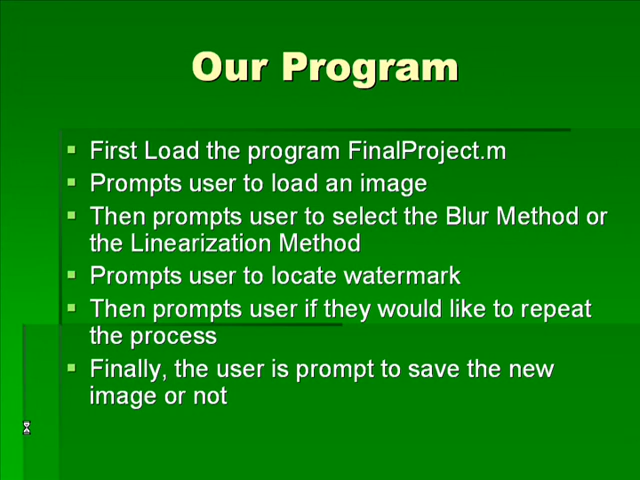 Our Program
First Load the program FinalProject.m
Prompts user to load an image
Then prompts user to select the Blur Method or
the Linearization Method
Prompts user to locate watermark
Then prompts user if they would like to repeat
the process
Finally, the user is prompt to save the new
image or not